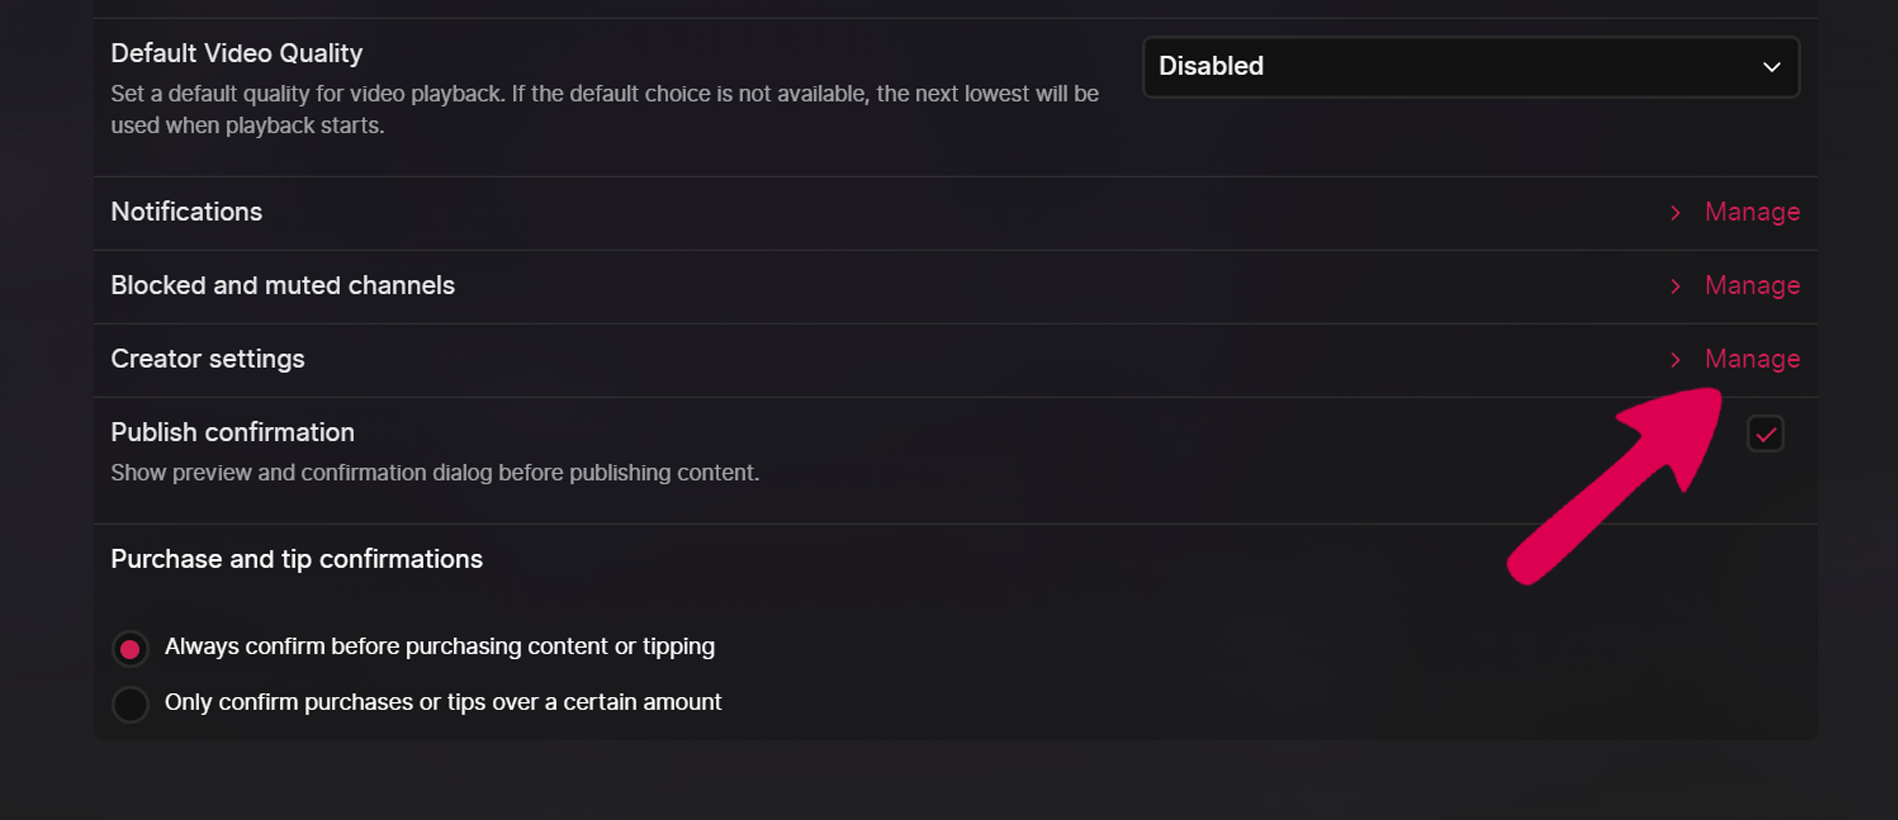 Default Video Quality
Disabled
Set a default quality for video playback. If the default choice is not available, the next lowest will be
used when playback starts.
Notifications
Manage
Blocked and muted channels
Manage
Creator settings
Manage
Publish confirmation
Show preview and confirmation dialog before publishing content.
Purchase and tip confirmations
Always confirm before purchasing content or tipping
Only confirm purchases or tips over a certain amount